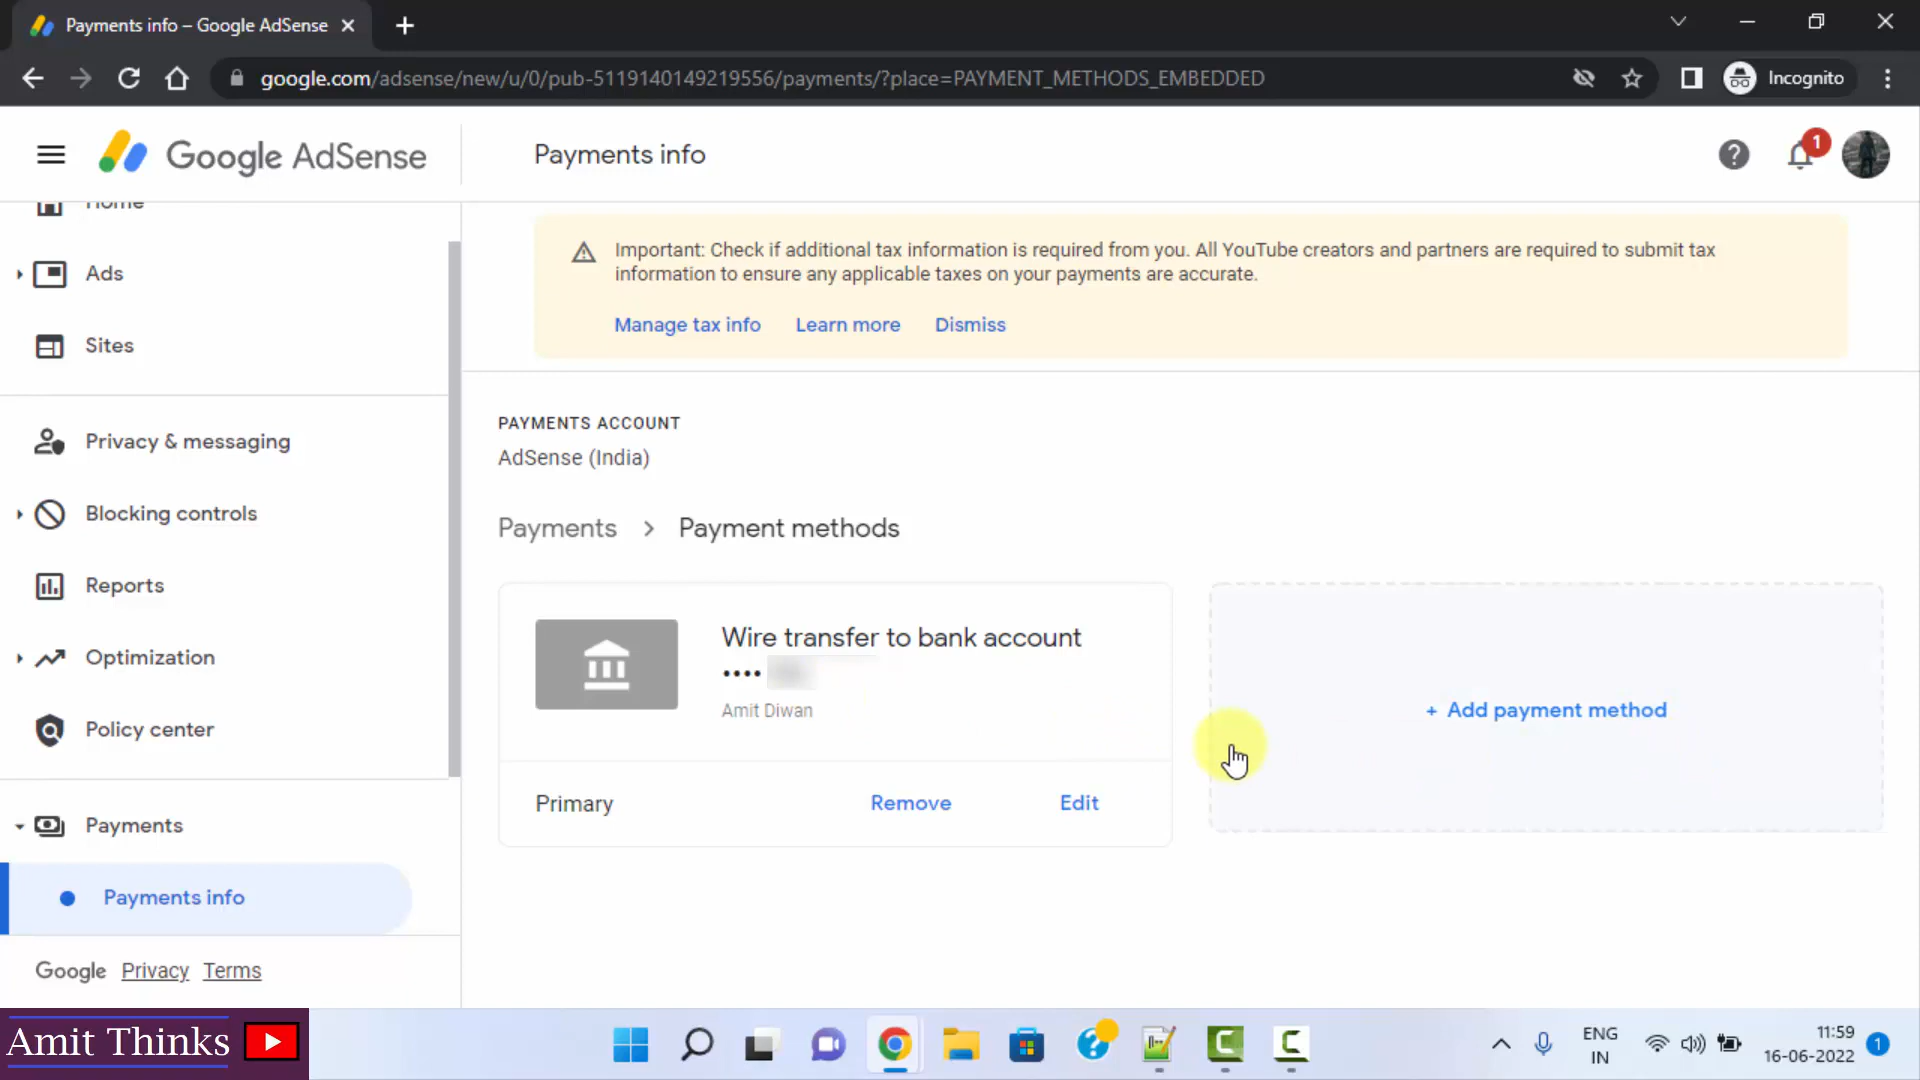 Payments info – Google AdSense
google.com/adsense/new/u/0/pub-5119140149219556/payments/?place=PAYMENT_METHODS_EMBEDDED
Incognito
Google AdSense
Payments info
1
Home
Ads
Sites
Privacy & messaging
Blocking controls
Reports
Optimization
Policy center
Payments
Payments info
Google Privacy Terms
Important: Check if additional tax information is required from you. All YouTube creators and partners are required to submit tax
information to ensure any applicable taxes on your payments are accurate.
Manage tax info Learn more Dismiss
PAYMENTS ACCOUNT
AdSense (India)
Payments > Payment methods
Wire transfer to bank account
••••
Amit Diwan
Primary Remove Edit
+ Add payment method
Amit Thinks
ENG
IN
11:59
16-06-2022
1